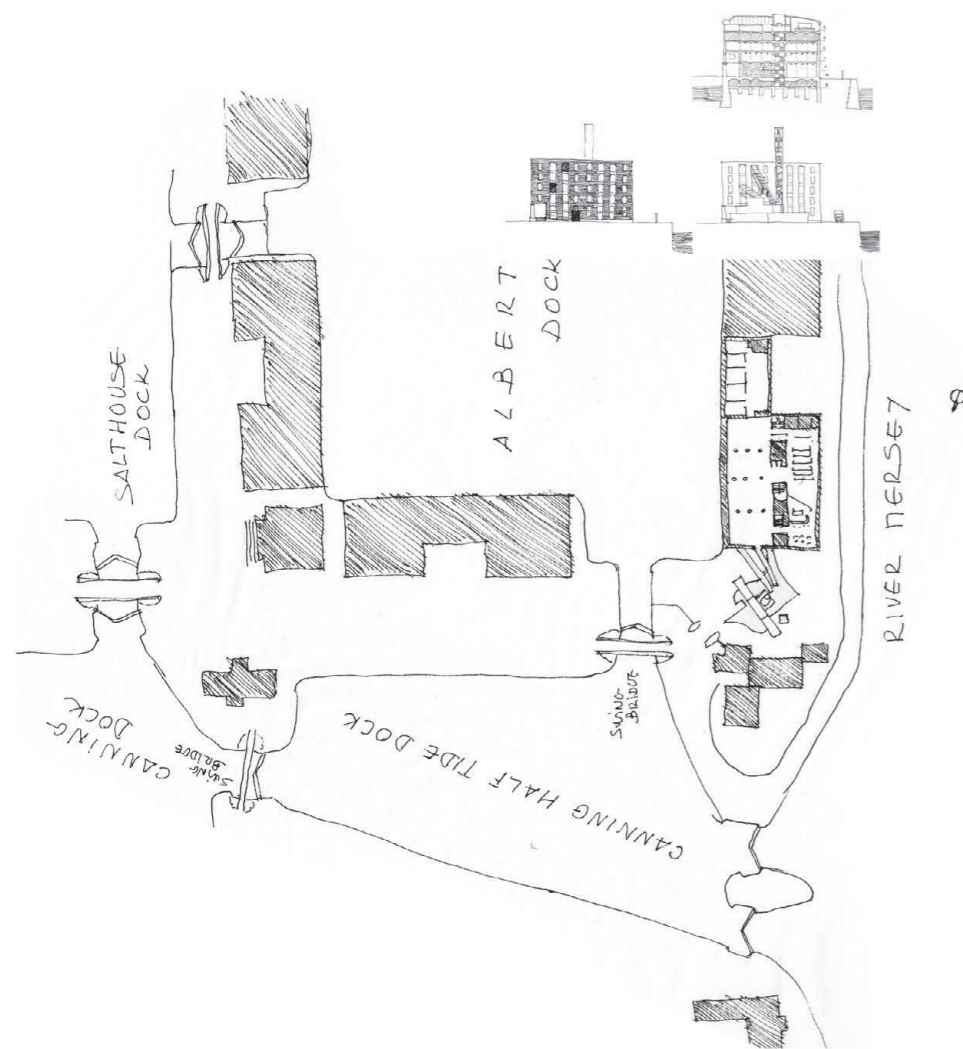 SALTHOUSE
DOCK
ALBERT
DOCK
RIVER MERSEY
CANNING
DOCK
SWING
BRIDGE
CANNING HALF TIDE DOCK
SWING
BRIDGE